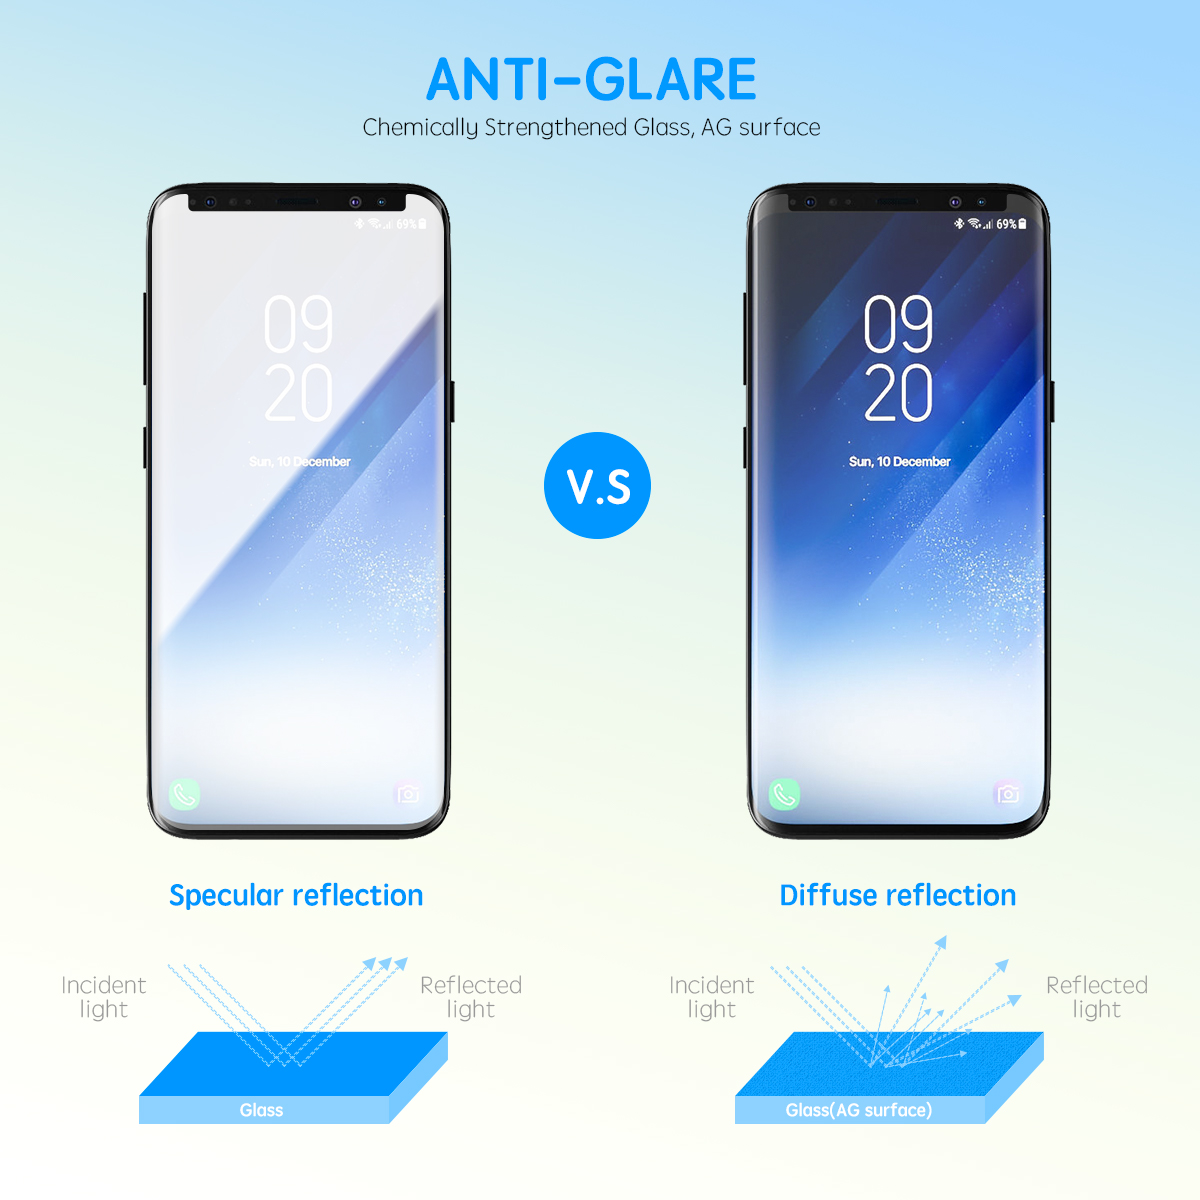 ANTI-GLARE
Chemically Strengthened Glass, AG surface
69%
09
20
Sun, 10 December
69%
09
20
Sun, 10 December
V.S
Specular reflection
Diffuse reflection
Incident
light
Reflected
light
Glass
Incident
light
Reflected
light
Glass(AG surface)